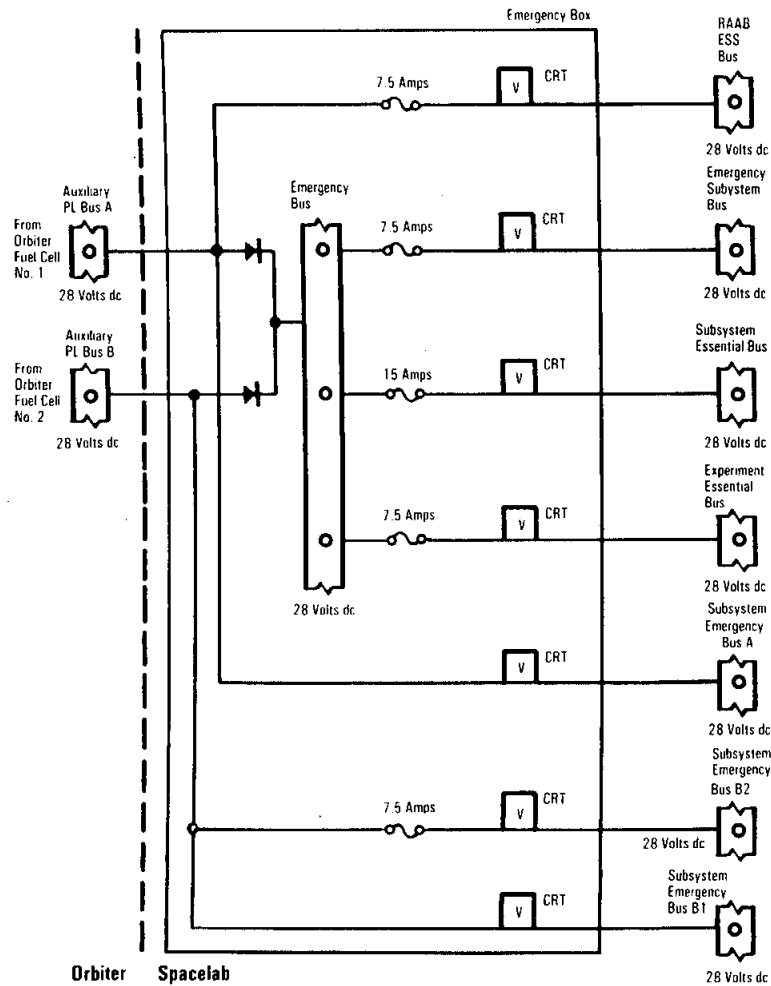 Emergency Box
RAAB
ESS
Bus
7.5 Amps
V
CRT
28 Volts dc
Auxiliary
PL Bus A
From
Orbiter
Fuel Cell
No. 1
28 Volts dc
Emergency
Bus
7.5 Amps
V
CRT
Emergency
Subsystem
Bus
28 Volts dc
Auxiliary
PL Bus B
From
Orbiter
Fuel Cell
No. 2
28 Volts dc
15 Amps
V
CRT
Subsystem
Essential Bus
28 Volts dc
7.5 Amps
V
CRT
Experiment
Essential
Bus
28 Volts dc
28 Volts dc
V
CRT
Subsystem
Emergency
Bus A
28 Volts dc
7.5 Amps
V
CRT
Subsystem
Emergency
Bus B2
28 Volts dc
V
CRT
Subsystem
Emergency
Bus B1
28 Volts dc
Orbiter
Spacelab